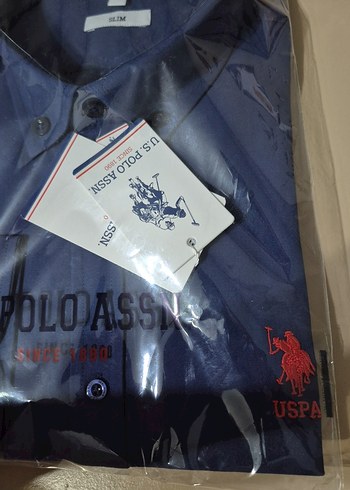 SLIM
U.S. POLO ASSN.
SINCE 1890
ASSN.
POLO ASSN
SINCE 1890
USPA